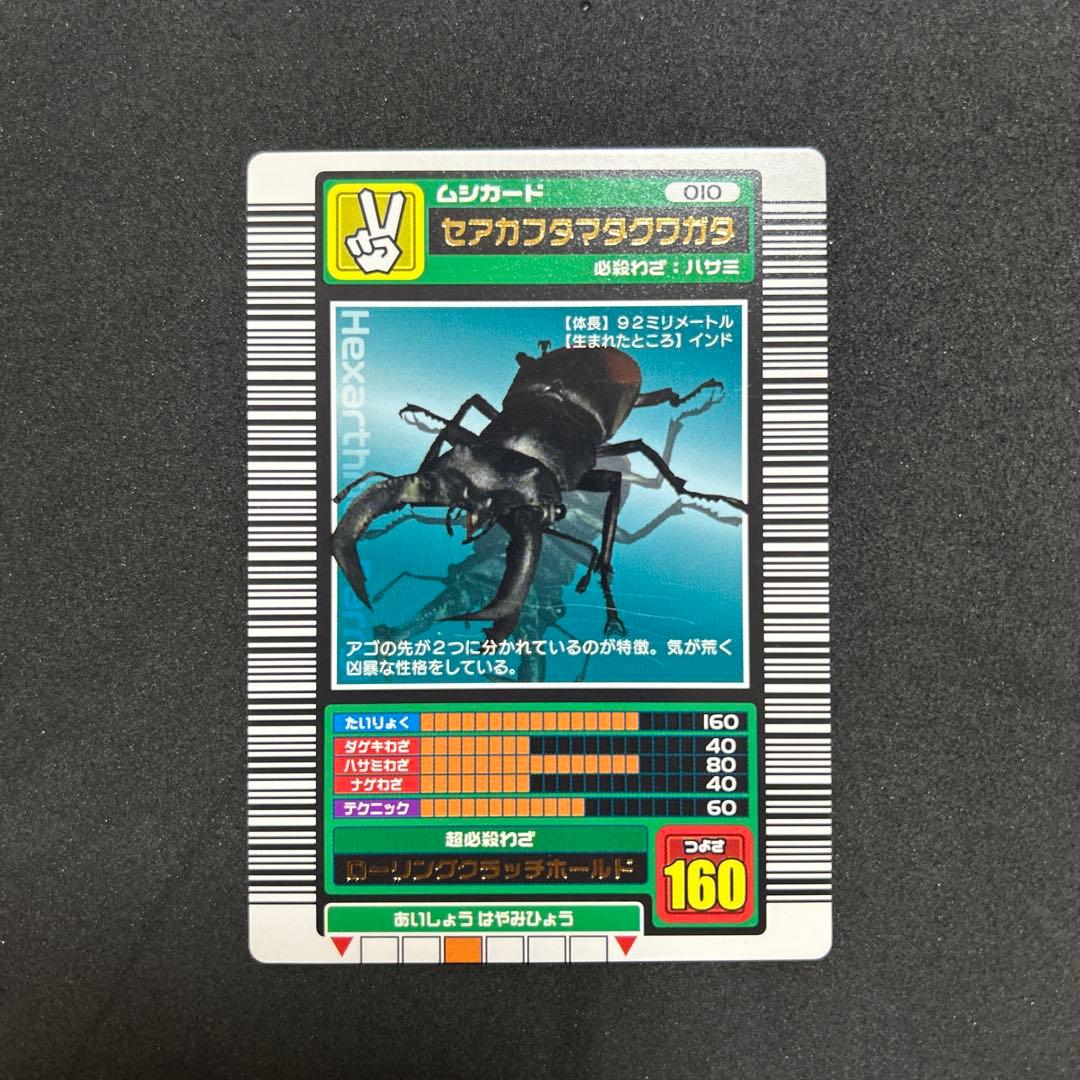 ムシカード
010
セアカフタマタクワガタ
必殺わざ：ハサミ
【体長】９２ミリメートル
【生まれたところ】インド
アゴの先が２つに分かれているのが特徴。気が荒く
凶暴な性格をしている。
たいりょく 160
ダゲキわざ 40
ハサミわざ 80
ナゲわざ 40
テクニック 60
超必殺わざ
ローリングクラッチホールド
つよさ
160
あいしょう はやみひょう